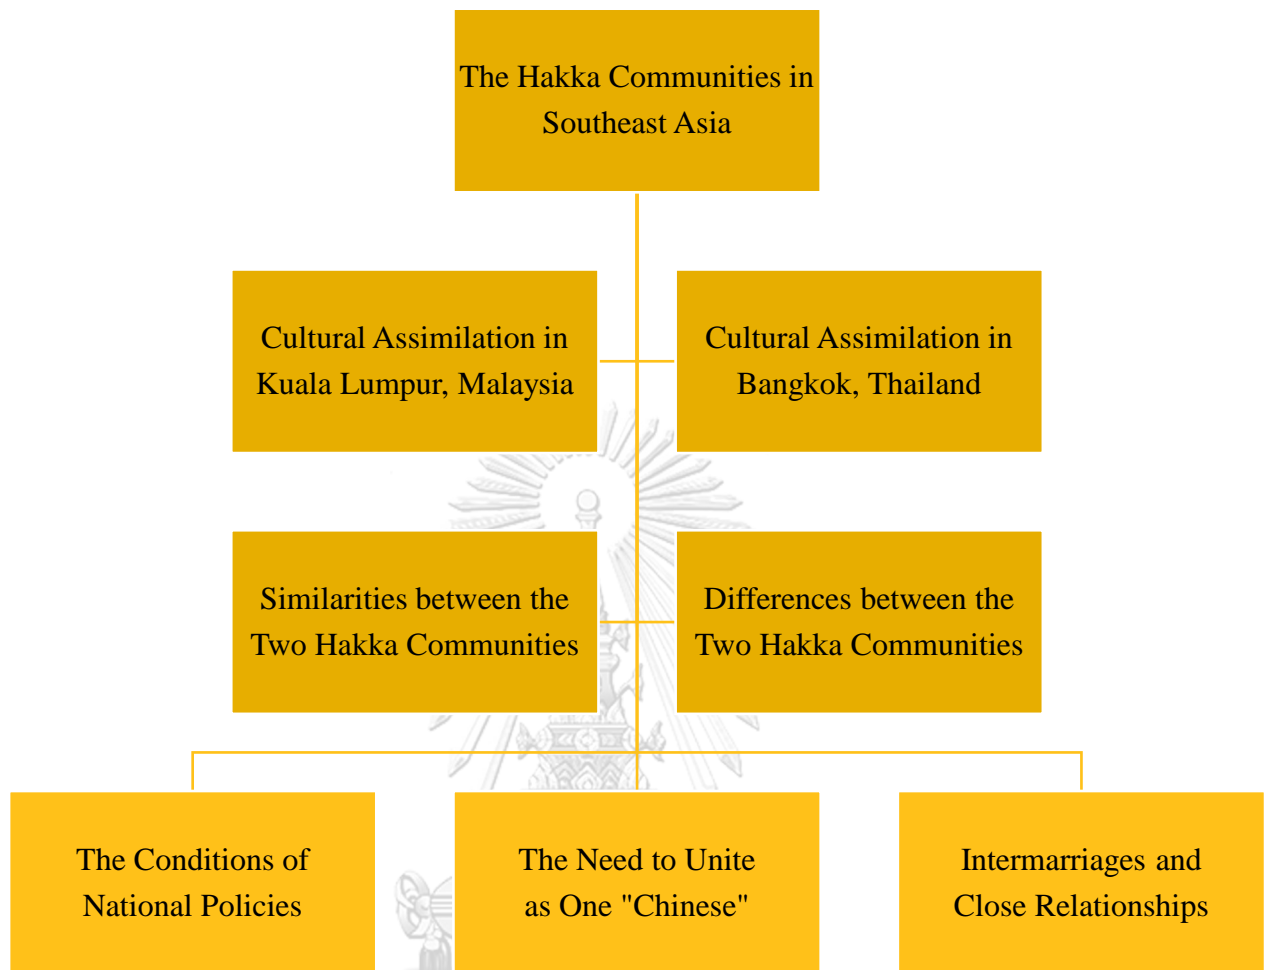 The Hakka Communities in
Southeast Asia
Cultural Assimilation in
Kuala Lumpur, Malaysia
Cultural Assimilation in
Bangkok, Thailand
Similarities between the
Two Hakka Communities
Differences between the
Two Hakka Communities
The Conditions of
National Policies
The Need to Unite
as One "Chinese"
Intermarriages and
Close Relationships